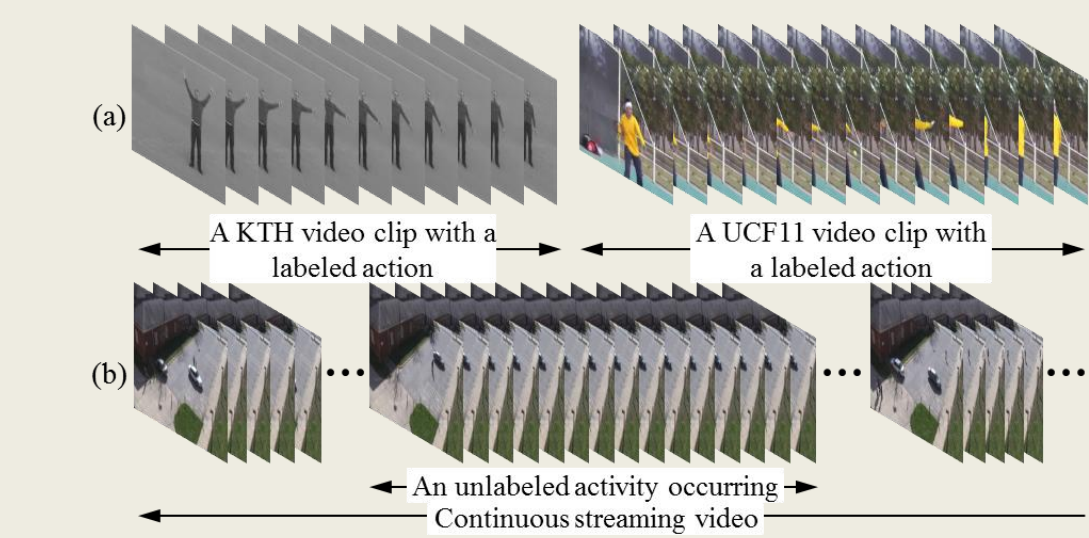 (a)
A KTH video clip with a
labeled action
A UCF11 video clip with
a labeled action
(b)
An unlabeled activity occurring
Continuous streaming video